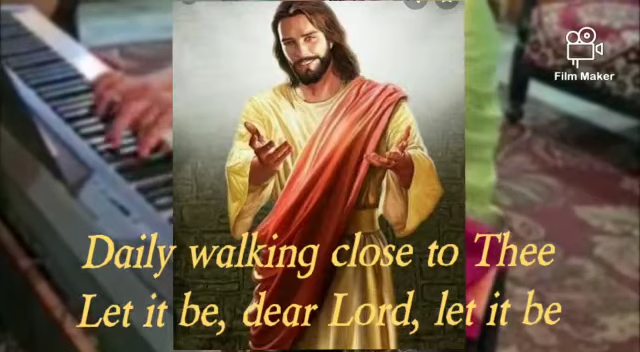 Film Maker
Daily walking close to Thee
Let it be, dear Lord, let it be